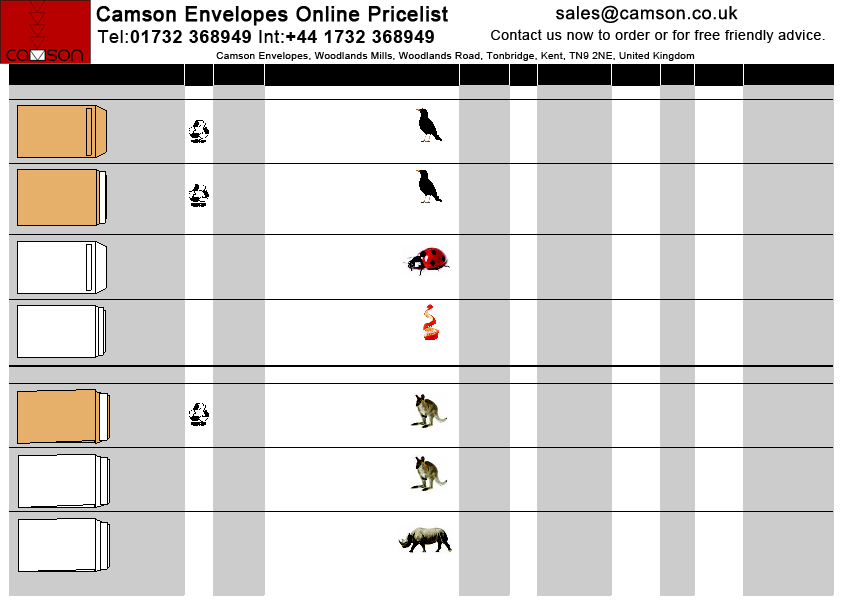 camson
Camson Envelopes Online Pricelist
Tel:01732 368949 Int:+44 1732 368949
sales@camson.co.uk
Contact us now to order or for free friendly advice.
Camson Envelopes, Woodlands Mills, Woodlands Road, Tonbridge, Kent, TN9 2NE, United Kingdom